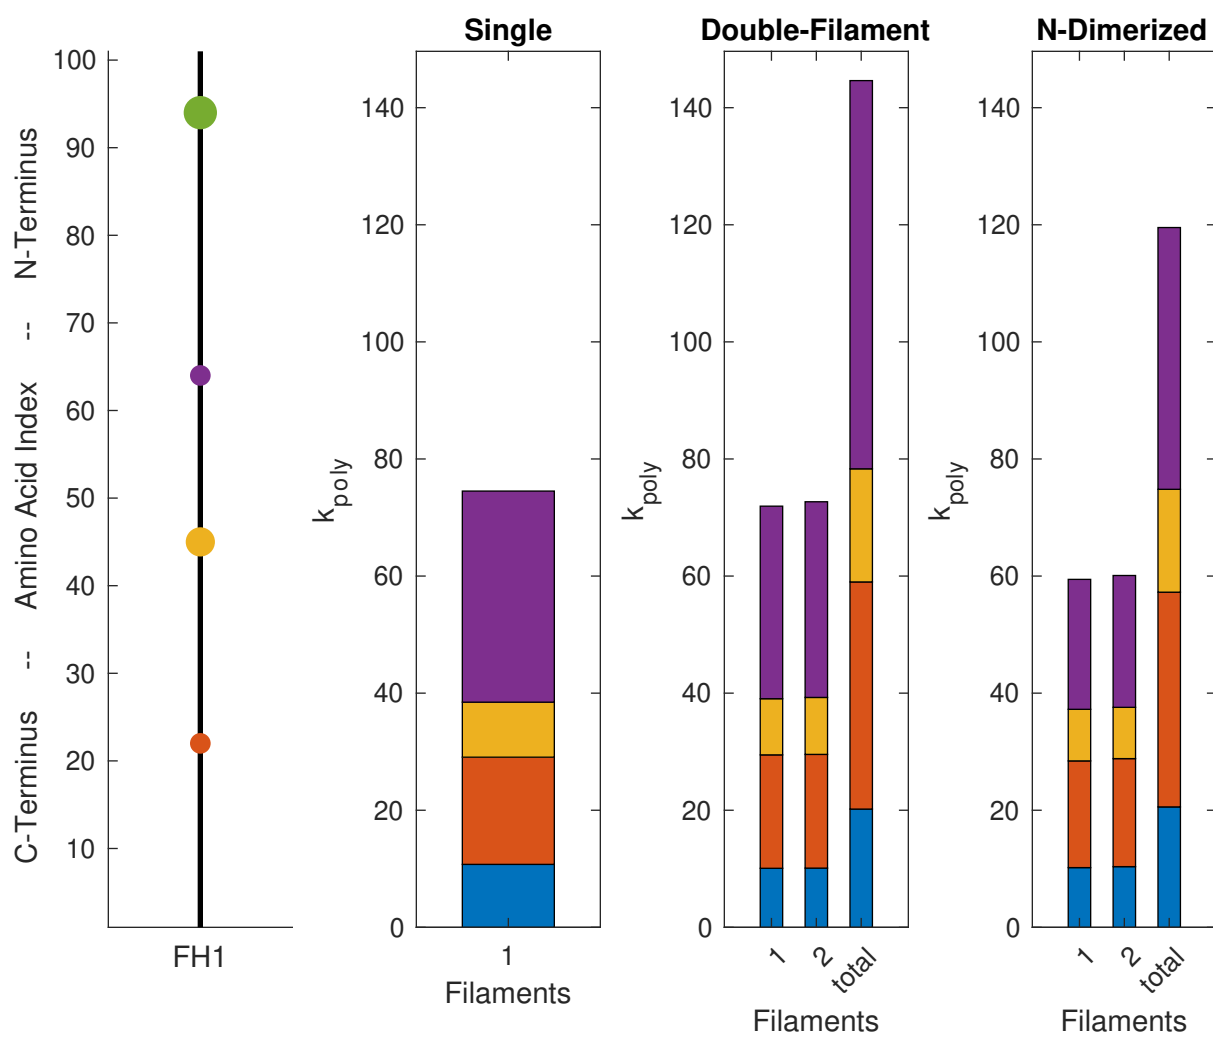 C-Terminus -- Amino Acid Index -- N-Terminus
100
90
80
70
60
50
40
30
20
10
FH1
Single
k_poly
140
120
100
80
60
40
20
0
1
Filaments
Double-Filament
k_poly
140
120
100
80
60
40
20
0
1 2 total
Filaments
N-Dimerized
k_poly
140
120
100
80
60
40
20
0
1 2 total
Filaments